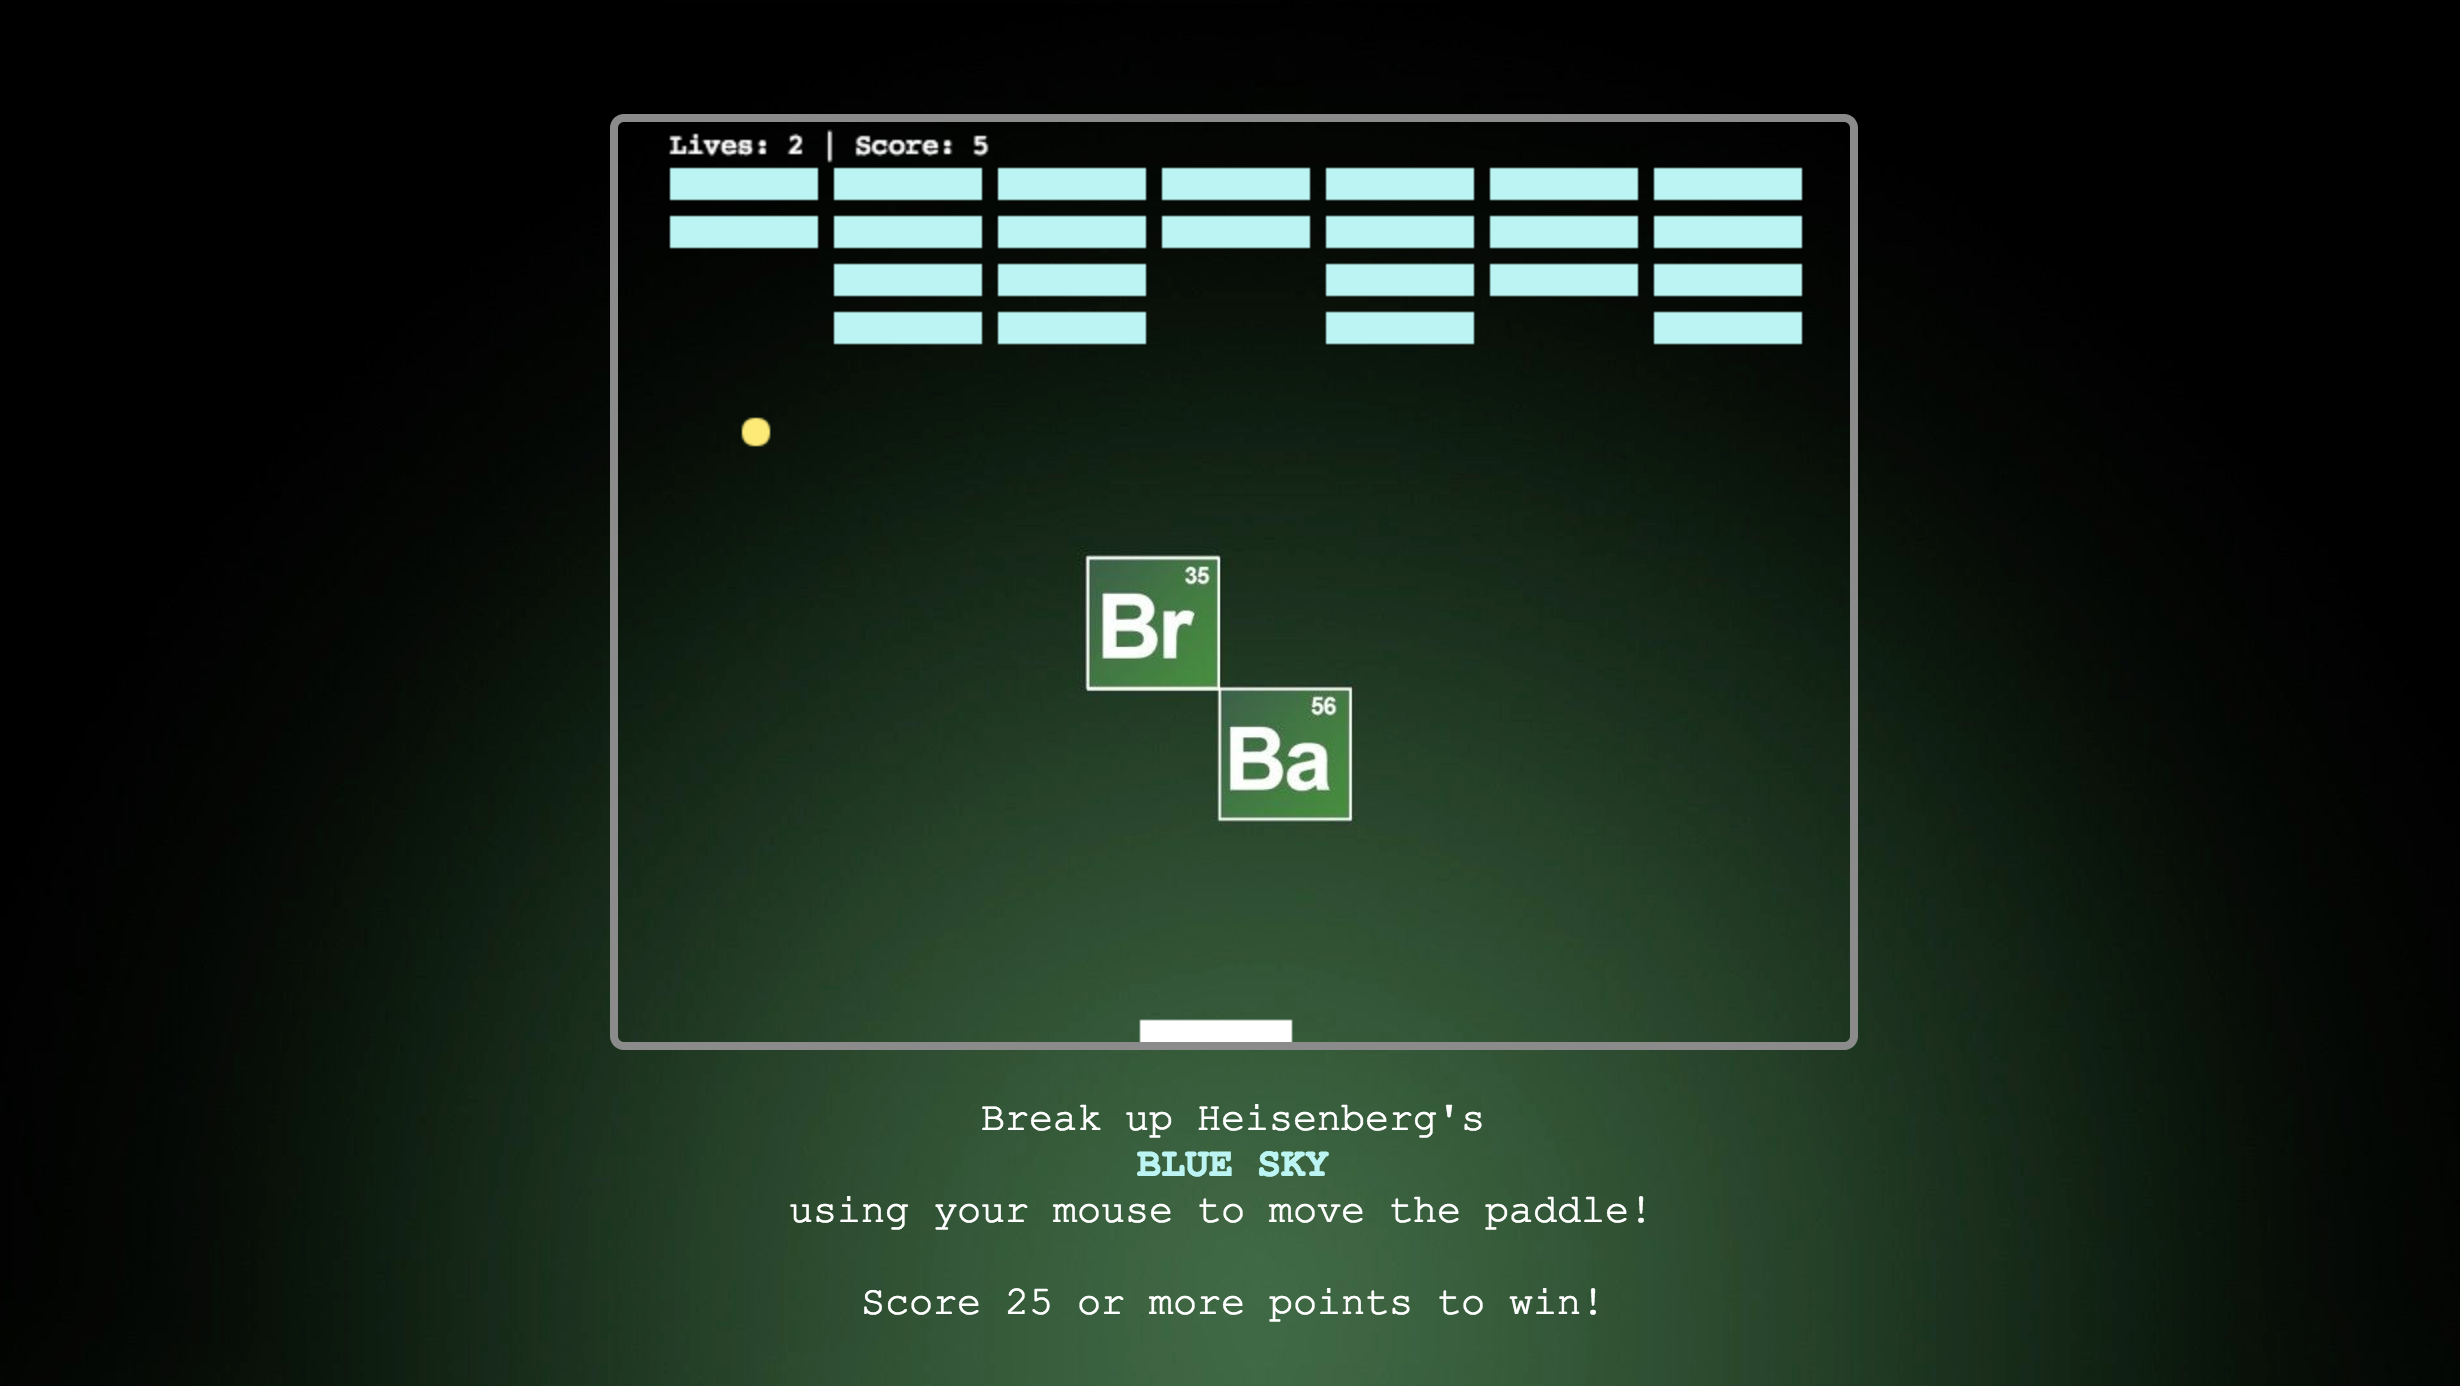 Lives: 2 | Score: 5
35
Br
56
Ba
Break up Heisenberg's
BLUE SKY
using your mouse to move the paddle!
Score 25 or more points to win!